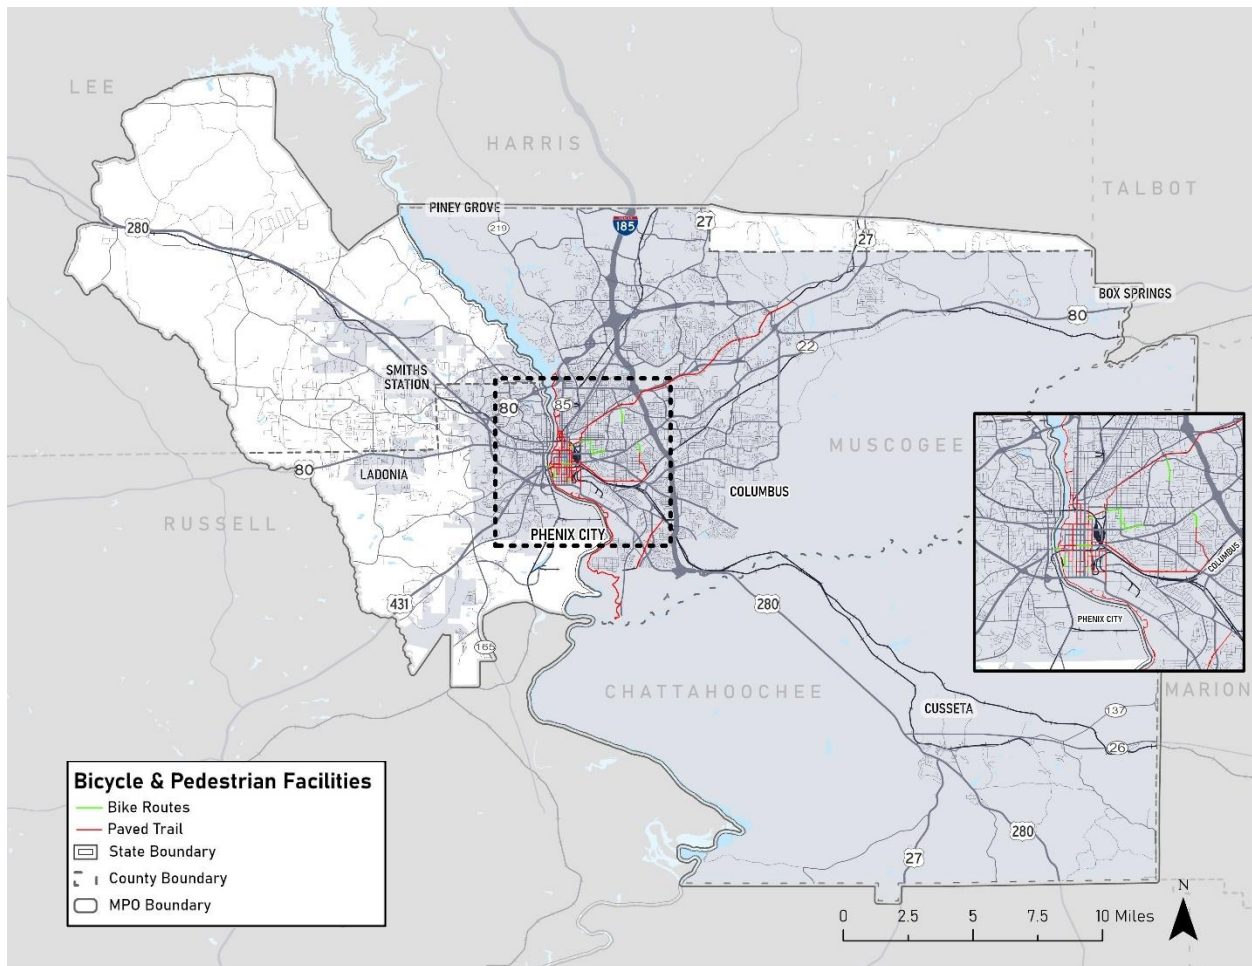 LEE
HARRIS
TALBOT
PINEY GROVE
219
185
27
27
280
BOX SPRINGS
80
22
SMITHS
STATION
80
85
MUSCOGEE
80
LADONIA
COLUMBUS
RUSSELL
PHENIX CITY
COLUMBUS
PHENIX CITY
431
280
165
CHATTAHOOCHEE
MARION
CUSSETA
137
26
280
27
Bicycle & Pedestrian Facilities
Bike Routes
Paved Trail
State Boundary
County Boundary
MPO Boundary
N
0 2.5 5 7.5 10 Miles